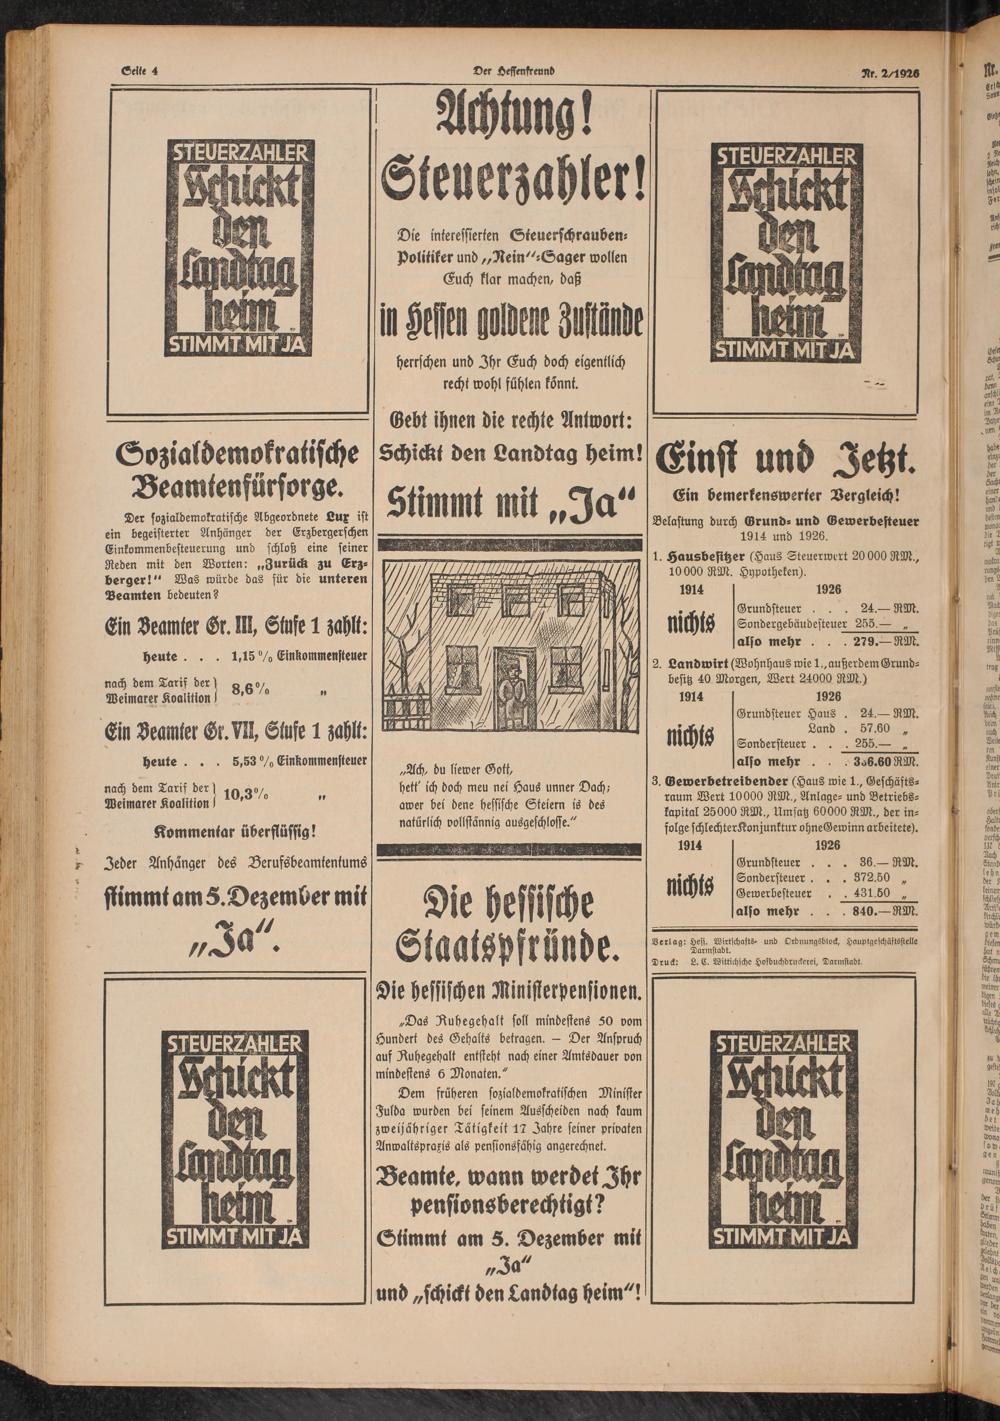 Seite 4
Der Hessenfreund
Nr. 2/1926
STEUERZAHLER
Schickt
den
Landtag
heim
STIMMT MIT JA
Sozialdemokratische
Beamtenfürsorge.
Der sozialdemokratische Abgeordnete Lux ist
ein begeisterter Anhänger der Erzbergerschen
Einkommenbesteuerung und schloß eine seiner
Reden mit den Worten: „Zurück zu Erz-
berger!“ Was würde das für die unteren
Beamten bedeuten?
Ein Beamter Gr. III, Stufe 1 zahlt:
heute . . . 1,15 % Einkommensteuer
nach dem Tarif der }
Weimarer Koalition } 8,6% „
Ein Beamter Gr. VII, Stufe 1 zahlt:
heute . . . 5,53 % Einkommensteuer
nach dem Tarif der }
Weimarer Koalition } 10,3% „
Kommentar überflüssig!
Jeder Anhänger des Berufsbeamtentums
stimmt am 5. Dezember mit
„Ja“.
STEUERZAHLER
Schickt
den
Landtag
heim
STIMMT MIT JA
Achtung!
Steuerzahler!
Die interessierten Steuerschrauben-
Politiker und „Nein“-Sager wollen
Euch klar machen, daß
in Hessen goldene Zustände
herrschen und Ihr Euch doch eigentlich
recht wohl fühlen könnt.
Gebt ihnen die rechte Antwort:
Schickt den Landtag heim!
Stimmt mit „Ja“
„Ach, du liewer Gott,
hett' ich doch meu nei Haus unner Dach;
awer bei dene hessische Steiern is des
natürlich vollstännig ausgeschlosse.“
Die hessische
Staatspfründe.
Die hessischen Ministerpensionen.
„Das Ruhegehalt soll mindestens 50 vom
Hundert des Gehalts betragen. — Der Anspruch
auf Ruhegehalt entsteht nach einer Amtsdauer von
mindestens 6 Monaten.“
Dem früheren sozialdemokratischen Minister
Fulda wurden bei seinem Ausscheiden nach kaum
zweijähriger Tätigkeit 17 Jahre seiner privaten
Anwaltspraxis als pensionsfähig angerechnet.
Beamte, wann werdet Ihr
pensionsberechtigt?
Stimmt am 5. Dezember mit
„Ja“
und „schickt den Landtag heim“!
STEUERZAHLER
Schickt
den
Landtag
heim
STIMMT MIT JA
Einst und Jetzt.
Ein bemerkenswerter Vergleich!
Belastung durch Grund- und Gewerbesteuer
1914 und 1926.
1. Hausbesitzer (Haus Steuerwert 20 000 RM.,
10 000 RM. Hypotheken).
1914 1926
nichts
Grundsteuer . . . 24.— RM.
Sondergebäudesteuer 255.— „
also mehr . . . 279.— RM.
2. Landwirt (Wohnhaus wie 1., außerdem Grund-
besitz 40 Morgen, Wert 24000 RM.)
1914 1926
nichts
Grundsteuer Haus . 24.— RM.
Land . 57.60 „
Sondersteuer . . . 255.— „
also mehr . . 336.60 RM.
3. Gewerbetreibender (Haus wie 1., Geschäfts-
raum Wert 10000 RM., Anlage- und Betriebs-
kapital 25000 RM., Umsatz 60000 RM., der in-
folge schlechter Konjunktur ohne Gewinn arbeitete).
1914 1926
nichts
Grundsteuer . . . 36.— RM.
Sondersteuer . . . 372.50 „
Gewerbesteuer . . 431.50 „
also mehr . . . 840.— RM.
Verlag: Hess. Wirtschafts- und Ordnungsblock, Hauptgeschäftsstelle
Darmstadt.
Druck: L. C. Wittichsche Hofbuchdruckerei, Darmstadt.
STEUERZAHLER
Schickt
den
Landtag
heim
STIMMT MIT JA